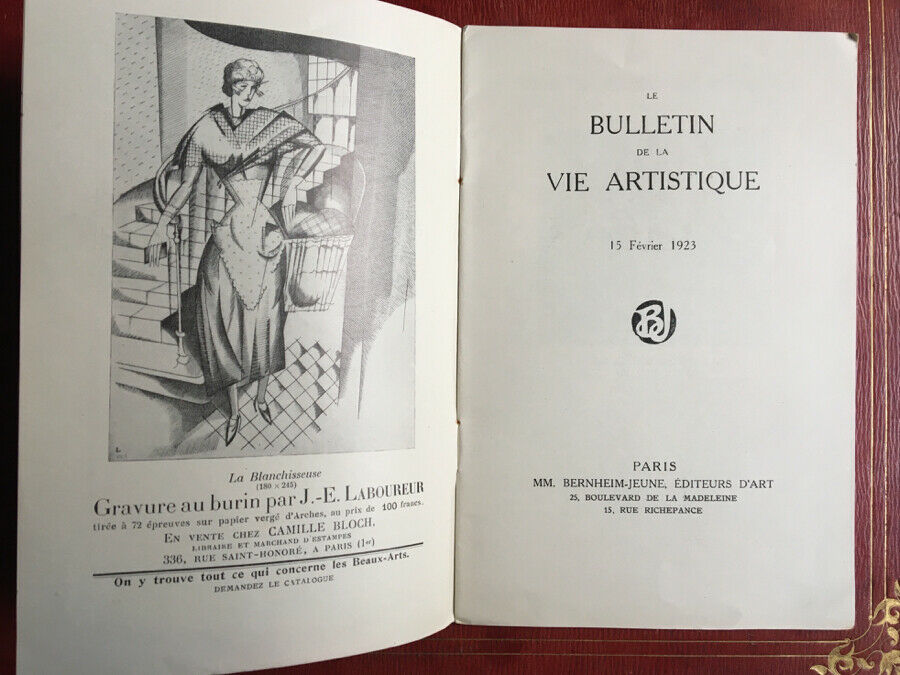 La Blanchisseuse
(180 × 245)
Gravure au burin par J.-E. LABOUREUR
tirée à 72 épreuves sur papier vergé d'Arches, au prix de 100 francs.
EN VENTE CHEZ CAMILLE BLOCH,
LIBRAIRE ET MARCHAND D'ESTAMPES
336, RUE SAINT-HONORÉ, A PARIS (1er)
On y trouve tout ce qui concerne les Beaux-Arts.
DEMANDEZ LE CATALOGUE
LE
BULLETIN
DE LA
VIE ARTISTIQUE
15 Février 1923
BJ
PARIS
MM. BERNHEIM-JEUNE, ÉDITEURS D'ART
25, BOULEVARD DE LA MADELEINE
15, RUE RICHEPANCE